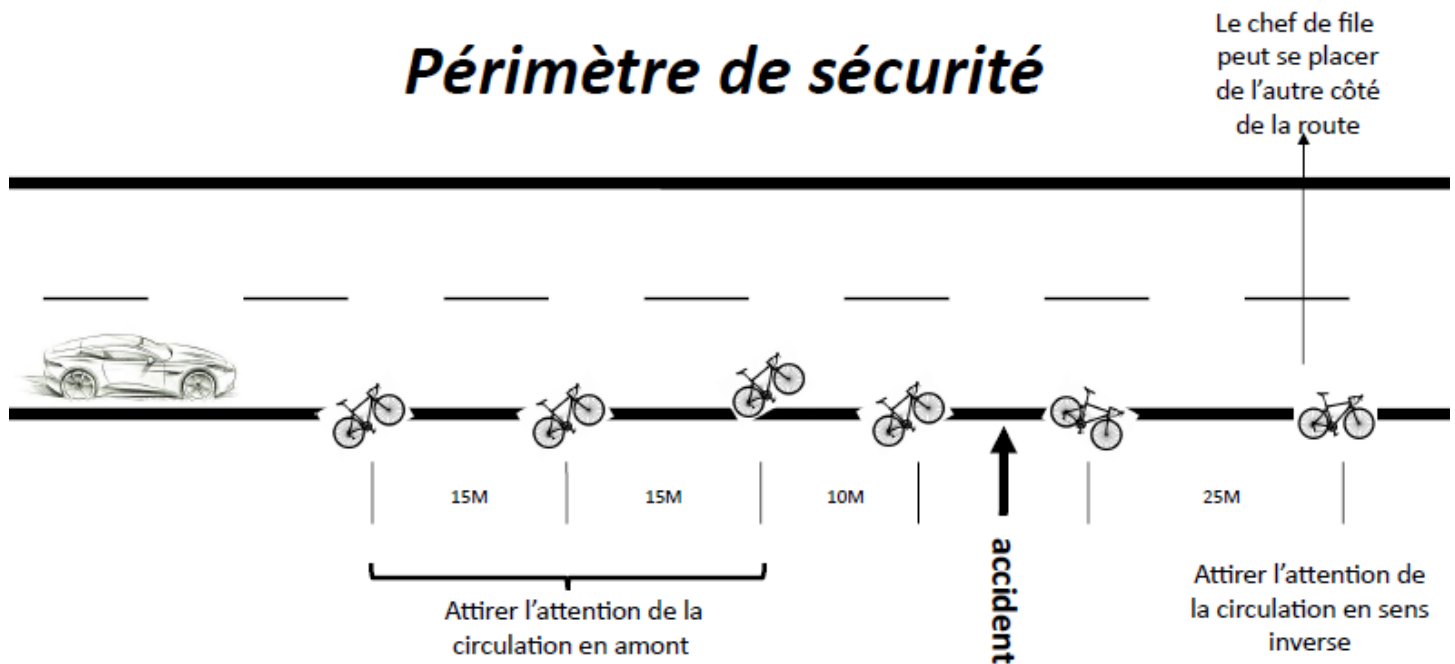 Périmètre de sécurité
Le chef de file
peut se placer
de l'autre côté
de la route
15M
15M
10M
25M
accident
Attirer l'attention de la
circulation en amont
Attirer l'attention de
la circulation en sens
inverse